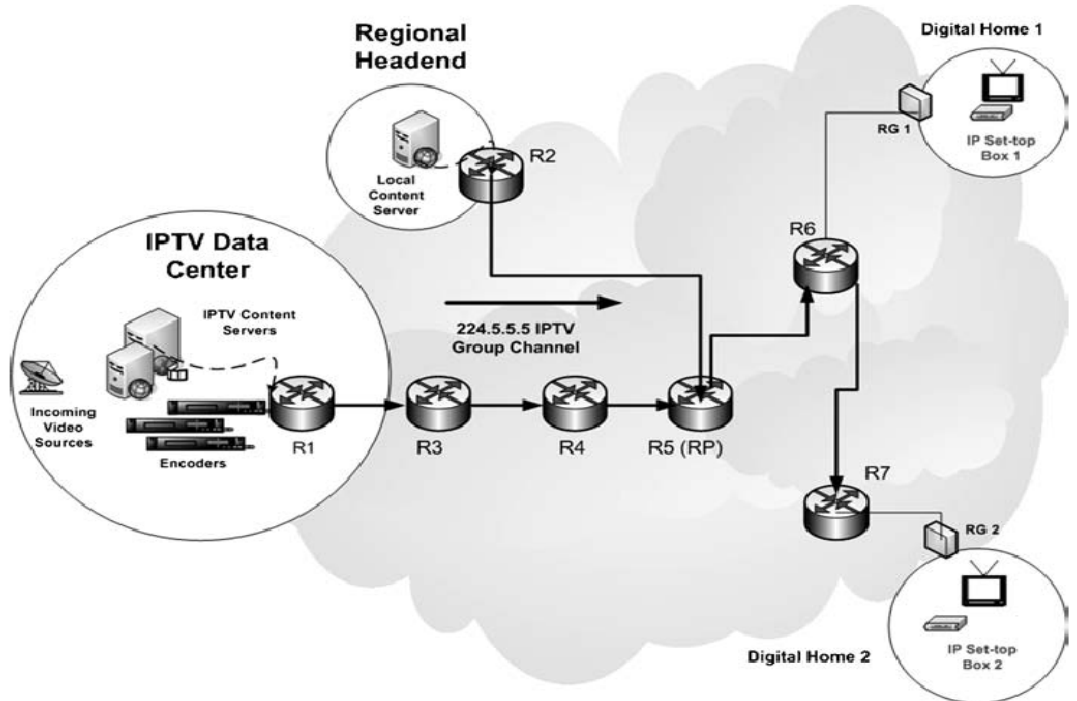 Regional
Headend
Digital Home 1
RG 1
IP Set-top
Box 1
R2
Local
Content
Server
IPTV Data
Center
IPTV Content
Servers
224.5.5.5 IPTV
Group Channel
R6
Incoming
Video
Sources
Encoders
R1
R3
R4
R5 (RP)
R7
RG 2
Digital Home 2
IP Set-top
Box 2